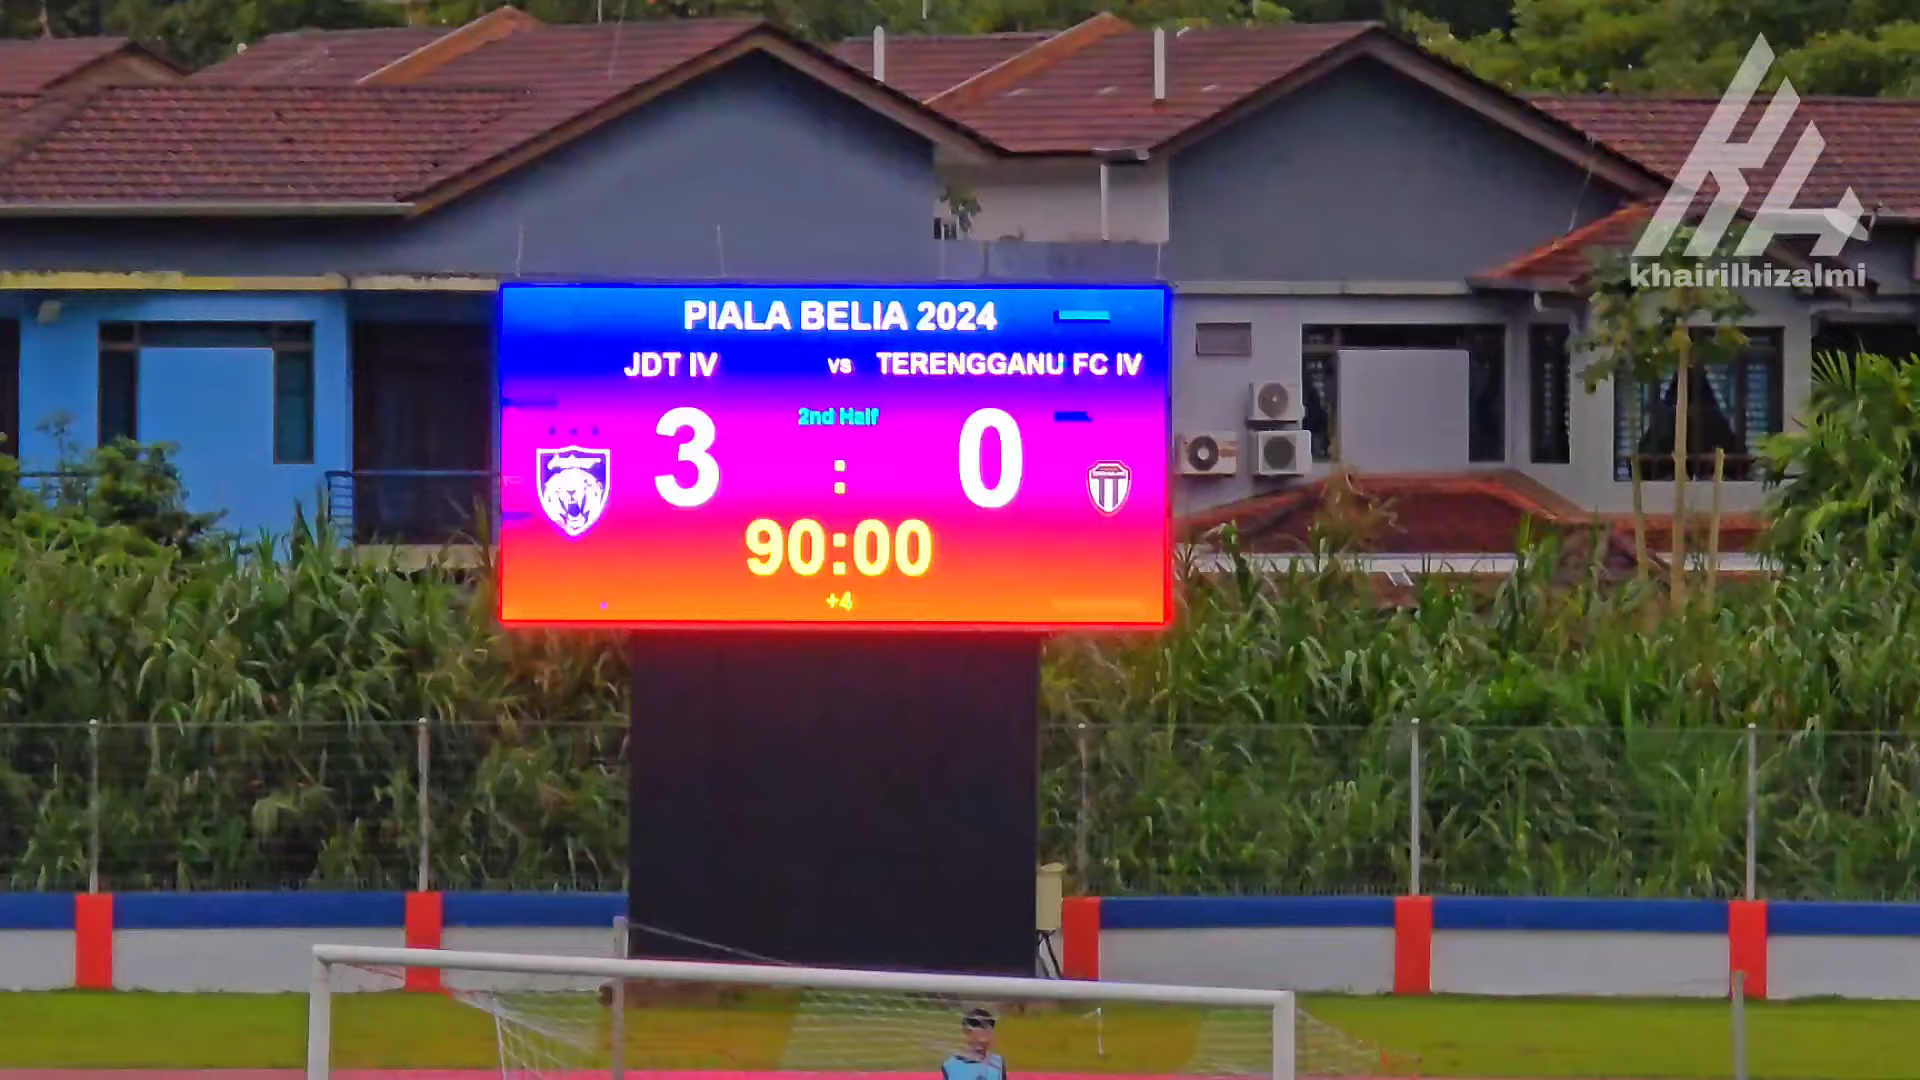 PIALA BELIA 2024
JDT IV vs TERENGGANU FC IV
2nd Half
3 : 0
90:00
+4
khairilhizalmi